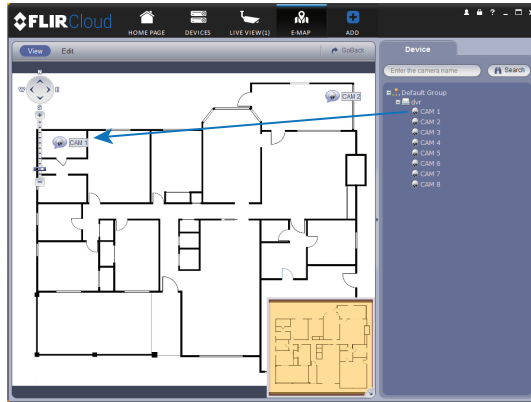 FLIR Cloud
HOME PAGE
DEVICES
LIVE VIEW(1)
E-MAP
ADD
View
Edit
GoBack
Device
Enter the camera name
Search
N
W
E
S
CAM 1
CAM 2
Default Group
dvr
CAM 1
CAM 2
CAM 3
CAM 4
CAM 5
CAM 6
CAM 7
CAM 8